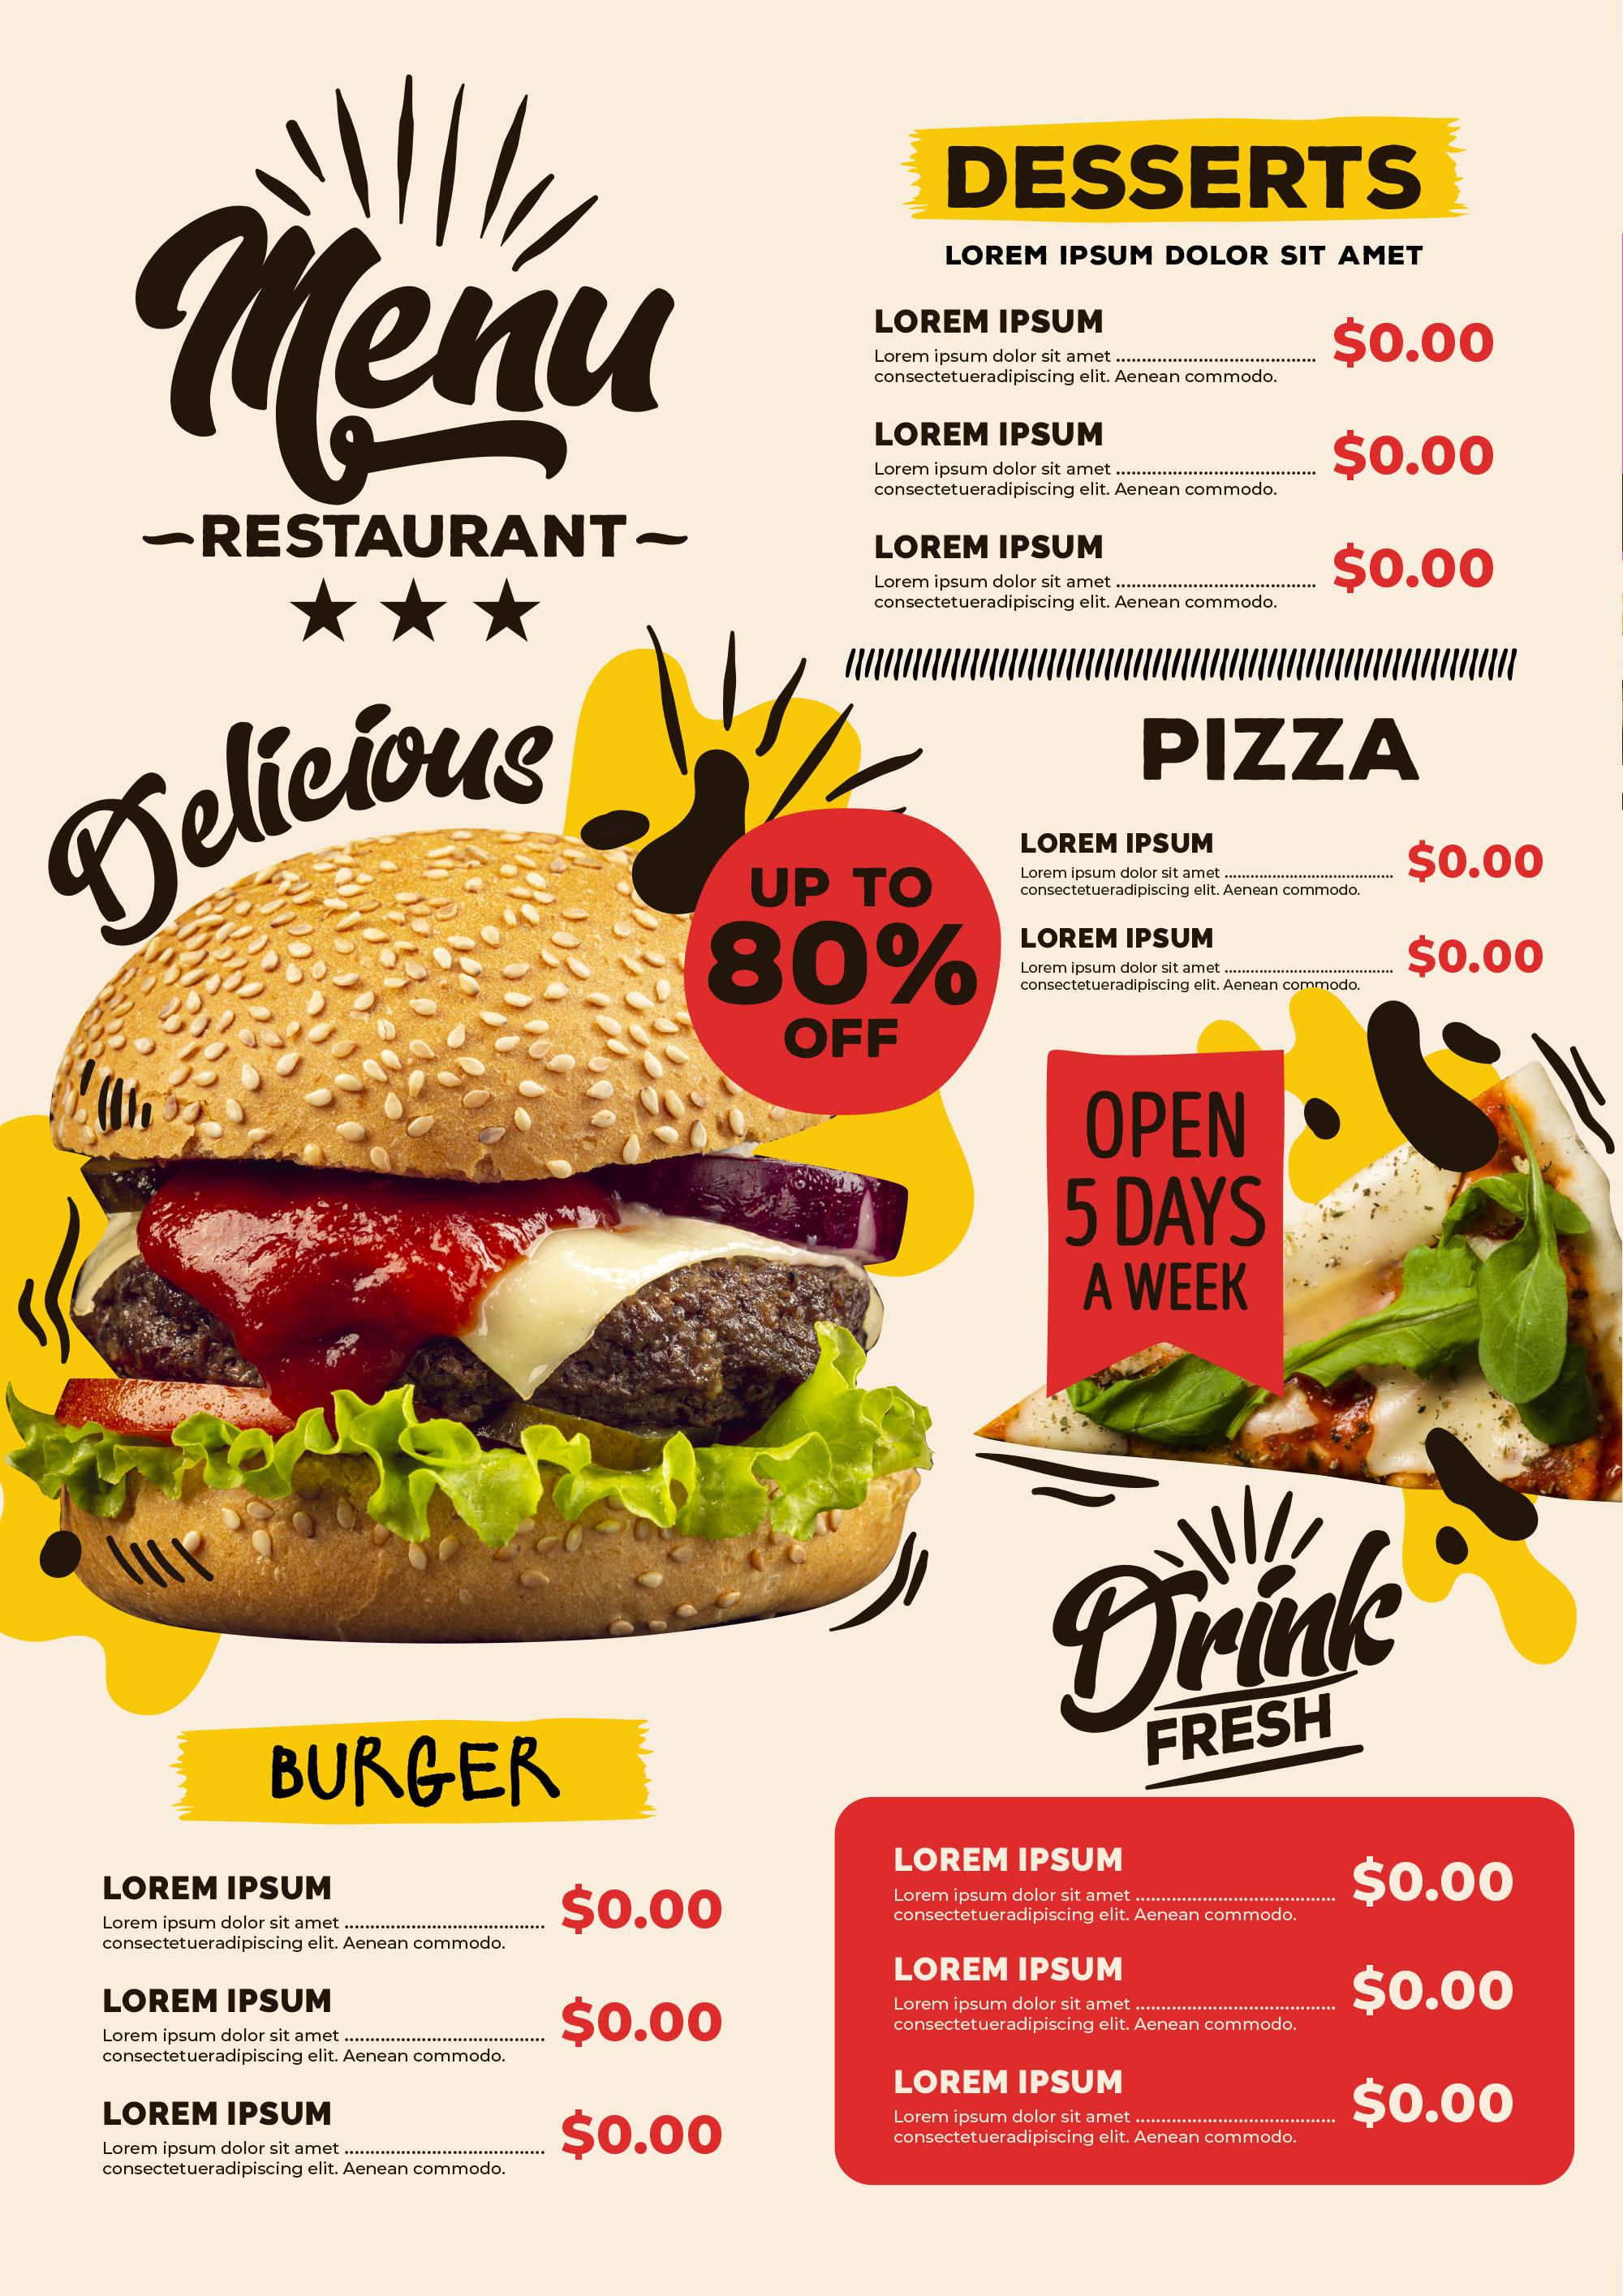 Menu
RESTAURANT
DESSERTS
LOREM IPSUM DOLOR SIT AMET
LOREM IPSUM
Lorem ipsum dolor sit amet ........................................ $0.00
consectetueradipiscing elit. Aenean commodo.
LOREM IPSUM
Lorem ipsum dolor sit amet ........................................ $0.00
consectetueradipiscing elit. Aenean commodo.
LOREM IPSUM
Lorem ipsum dolor sit amet ........................................ $0.00
consectetueradipiscing elit. Aenean commodo.
Delicious
UP TO
80%
OFF
PIZZA
LOREM IPSUM
Lorem ipsum dolor sit amet ........................................ $0.00
consectetueradipiscing elit. Aenean commodo.
LOREM IPSUM
Lorem ipsum dolor sit amet ........................................ $0.00
consectetueradipiscing elit. Aenean commodo.
OPEN
5 DAYS
A WEEK
BURGER
LOREM IPSUM
Lorem ipsum dolor sit amet ........................................ $0.00
consectetueradipiscing elit. Aenean commodo.
LOREM IPSUM
Lorem ipsum dolor sit amet ........................................ $0.00
consectetueradipiscing elit. Aenean commodo.
LOREM IPSUM
Lorem ipsum dolor sit amet ........................................ $0.00
consectetueradipiscing elit. Aenean commodo.
Drink
FRESH
LOREM IPSUM
Lorem ipsum dolor sit amet ........................................ $0.00
consectetueradipiscing elit. Aenean commodo.
LOREM IPSUM
Lorem ipsum dolor sit amet ........................................ $0.00
consectetueradipiscing elit. Aenean commodo.
LOREM IPSUM
Lorem ipsum dolor sit amet ........................................ $0.00
consectetueradipiscing elit. Aenean commodo.